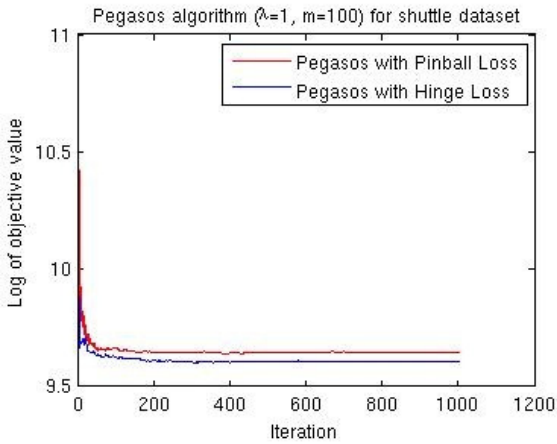 Pegasos algorithm (λ=1, m=100) for shuttle dataset
11
Pegasos with Pinball Loss
Pegasos with Hinge Loss
10.5
Log of objective value
10
9.5
0 200 400 600 800 1000 1200
Iteration